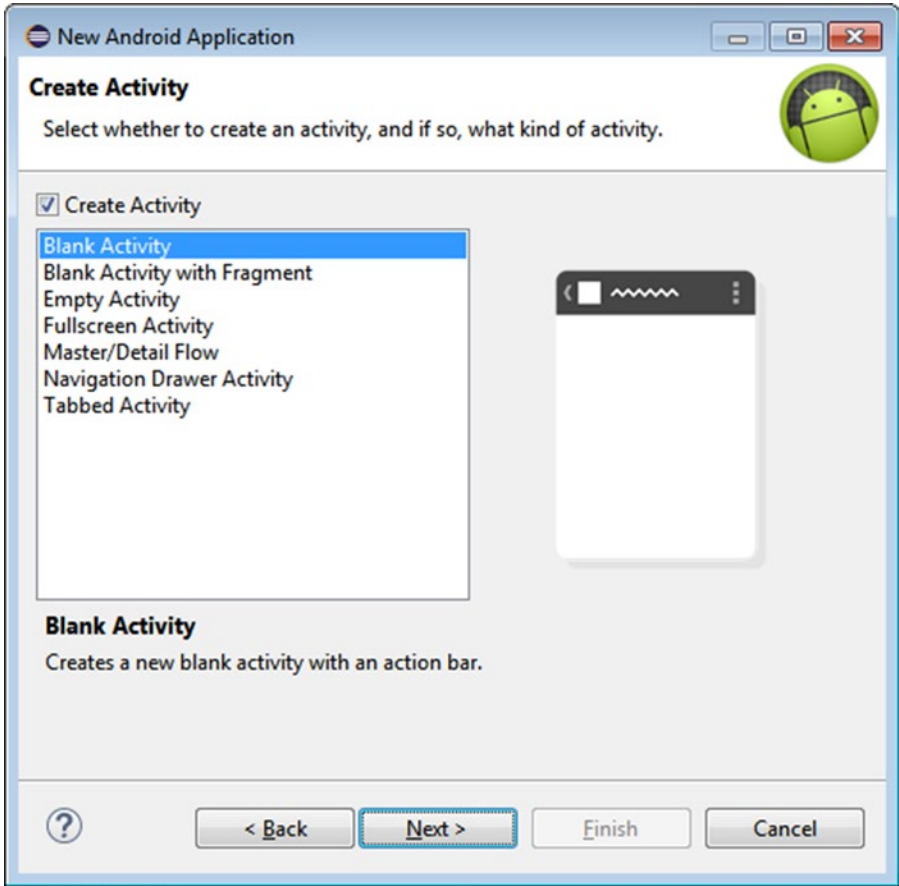 New Android Application
Create Activity
Select whether to create an activity, and if so, what kind of activity.
Create Activity
Blank Activity
Blank Activity with Fragment
Empty Activity
Fullscreen Activity
Master/Detail Flow
Navigation Drawer Activity
Tabbed Activity
Blank Activity
Creates a new blank activity with an action bar.
? < Back Next > Finish Cancel